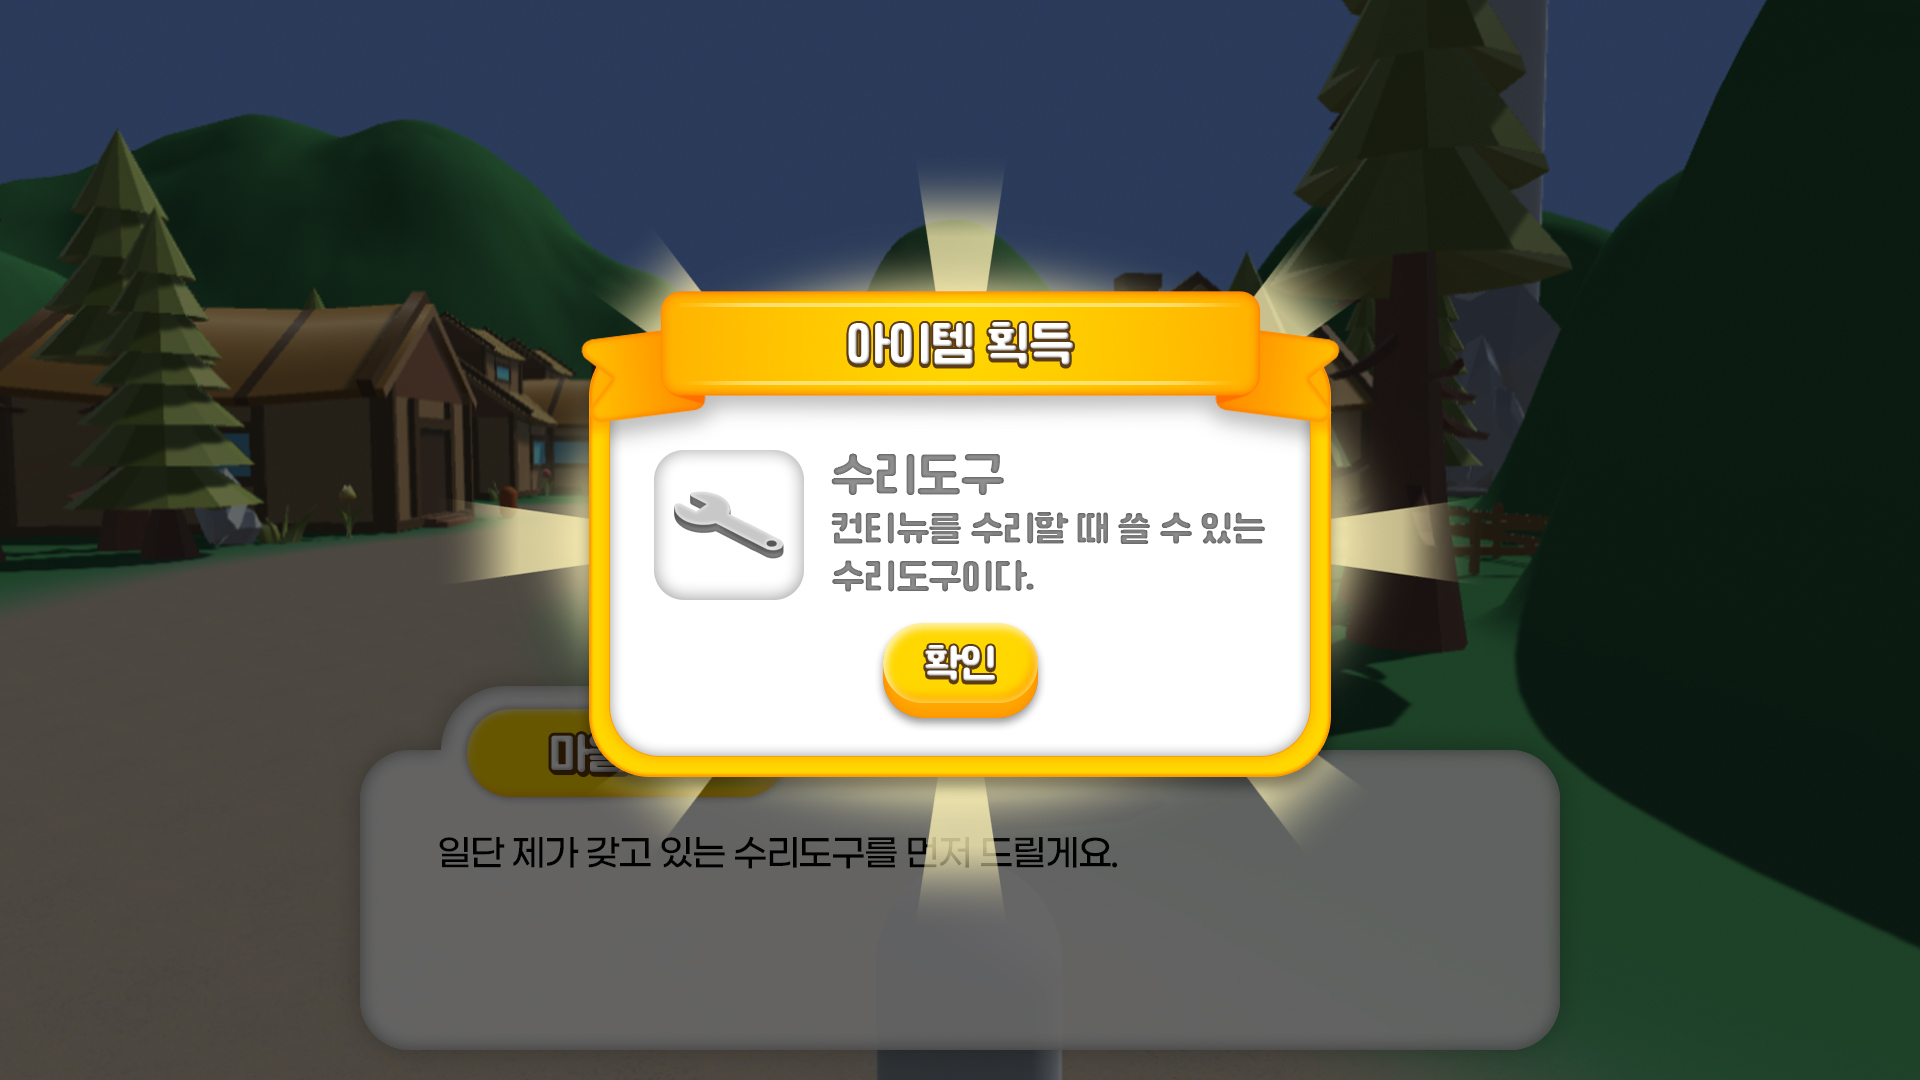 아이템 획득
수리도구
컨티뉴를 수리할 때 쓸 수 있는
수리도구이다.
확인
일단 제가 갖고 있는 수리도구를 먼저 드릴게요.